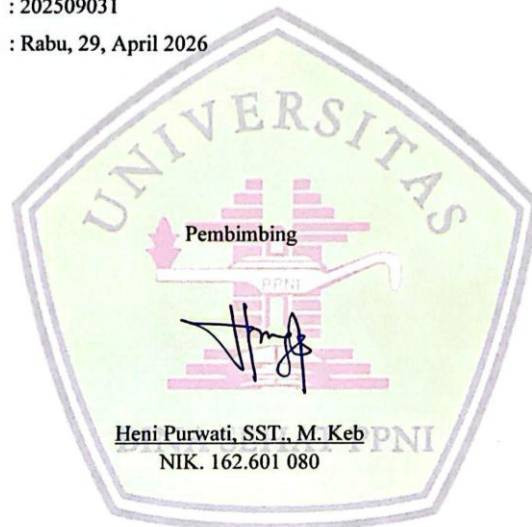 : 202509031
: Rabu, 29, April 2026
UNIVERSITAS
Pembimbing
PPNI
Heni Purwati, SST., M. Keb
PPNI
NIK. 162.601 080